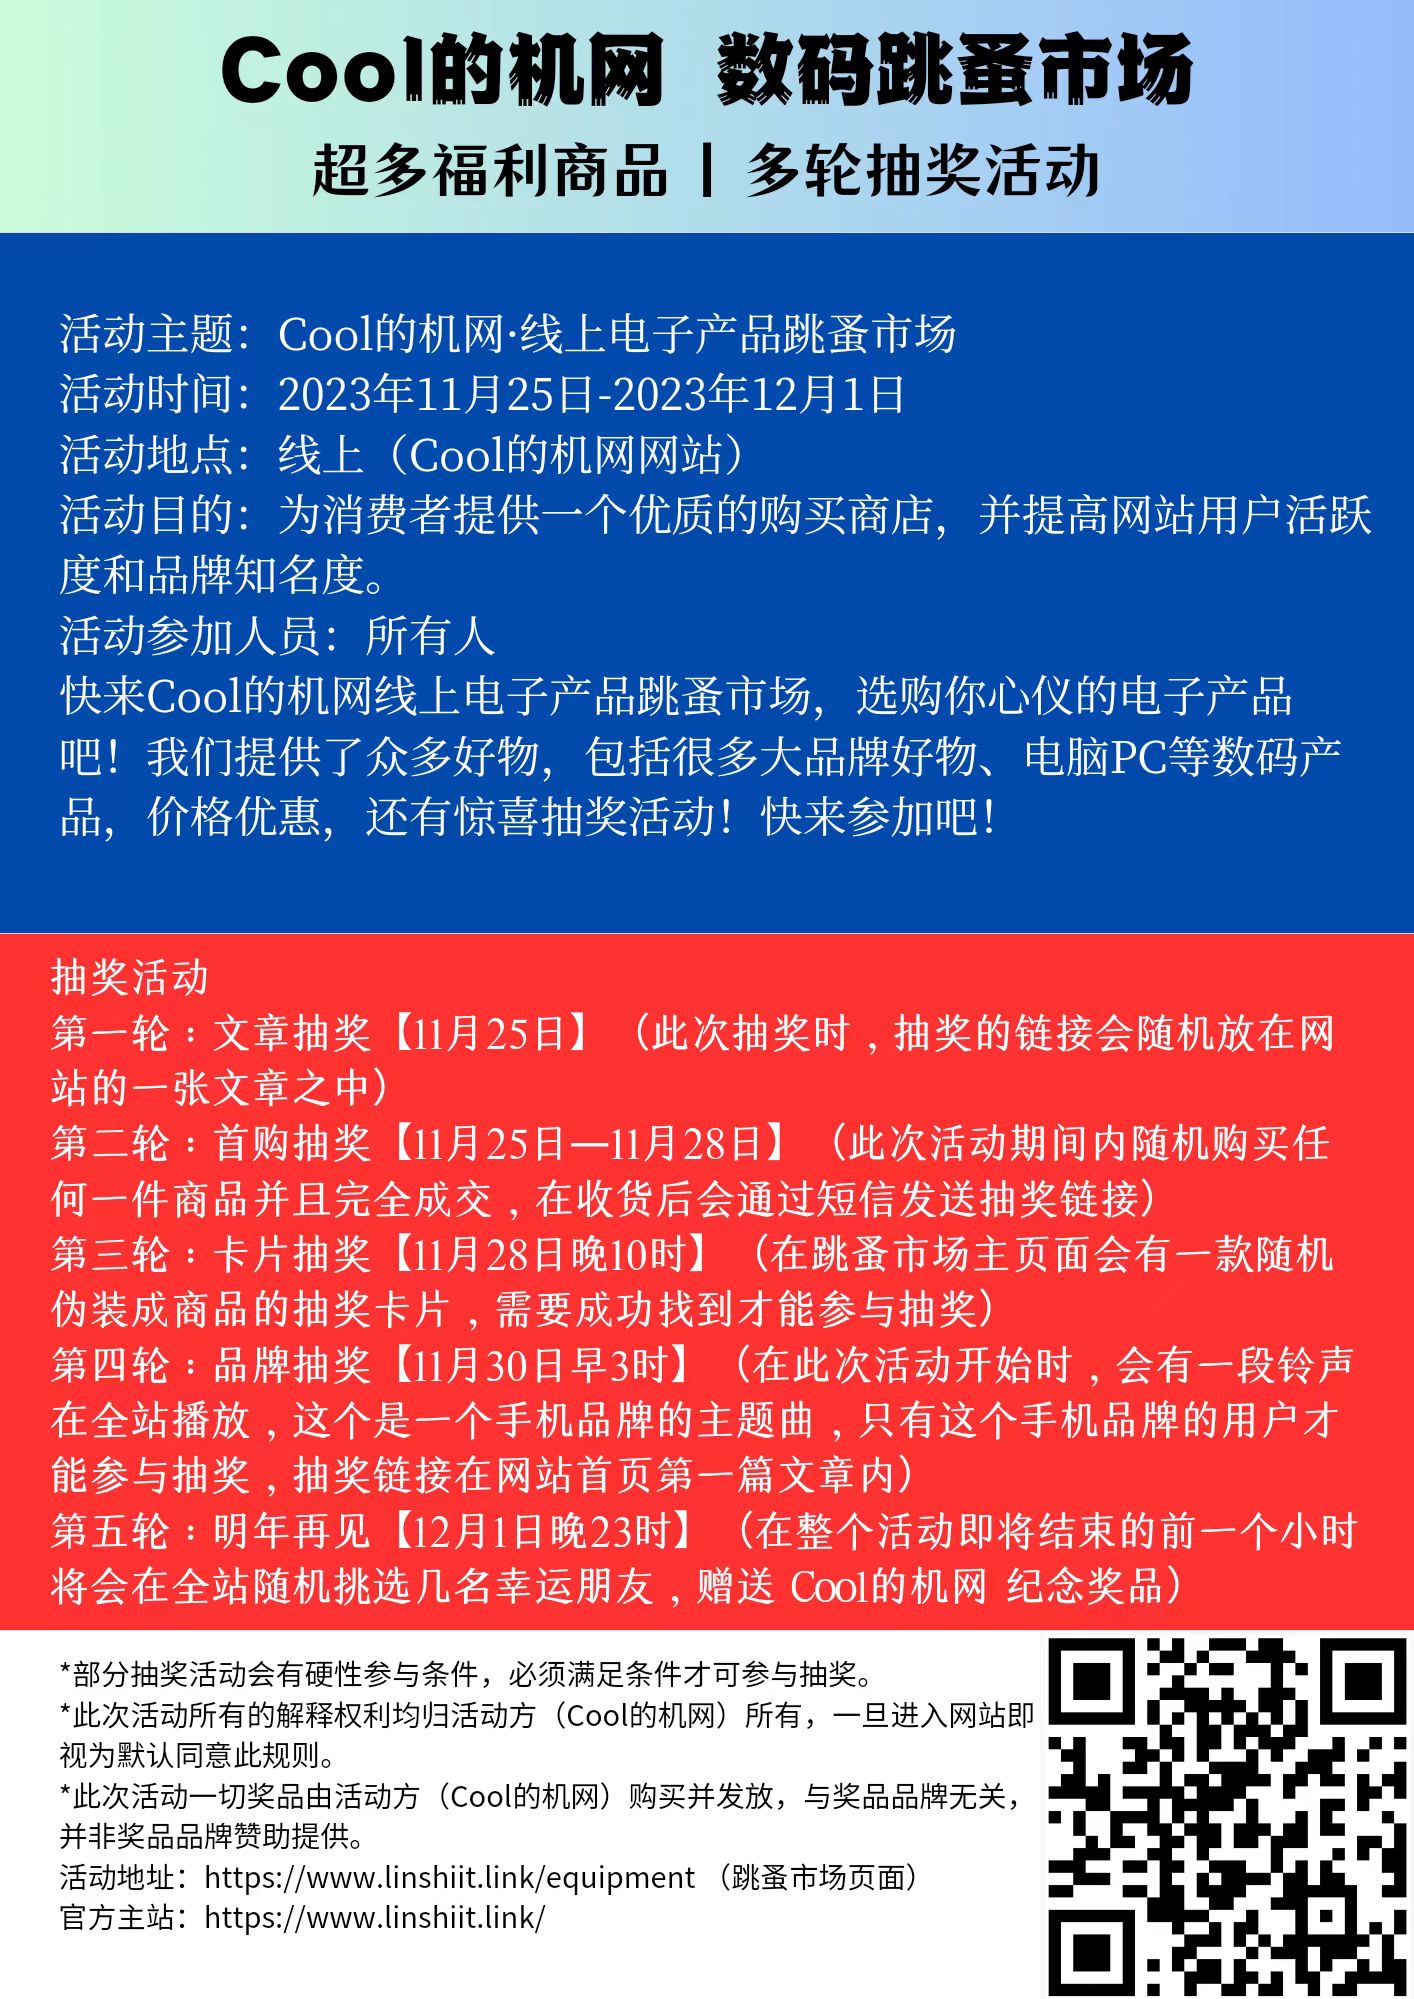 Cool的机网 数码跳蚤市场
超多福利商品 | 多轮抽奖活动
活动主题：Cool的机网·线上电子产品跳蚤市场
活动时间：2023年11月25日-2023年12月1日
活动地点：线上（Cool的机网网站）
活动目的：为消费者提供一个优质的购买商店，并提高网站用户活跃
度和品牌知名度。
活动参加人员：所有人
快来Cool的机网线上电子产品跳蚤市场，选购你心仪的电子产品
吧！我们提供了众多好物，包括很多大品牌好物、电脑PC等数码产
品，价格优惠，还有惊喜抽奖活动！快来参加吧！
抽奖活动
第一轮：文章抽奖【11月25日】（此次抽奖时，抽奖的链接会随机放在网
站的一张文章之中）
第二轮：首购抽奖【11月25日—11月28日】（此次活动期间内随机购买任
何一件商品并且完全成交，在收货后会通过短信发送抽奖链接）
第三轮：卡片抽奖【11月28日晚10时】（在跳蚤市场主页面会有一款随机
伪装成商品的抽奖卡片，需要成功找到才能参与抽奖）
第四轮：品牌抽奖【11月30日早3时】（在此次活动开始时，会有一段铃声
在全站播放，这个是一个手机品牌的主题曲，只有这个手机品牌的用户才
能参与抽奖，抽奖链接在网站首页第一篇文章内）
第五轮：明年再见【12月1日晚23时】（在整个活动即将结束的前一个小时
将会在全站随机挑选几名幸运朋友，赠送 Cool的机网 纪念奖品）
*部分抽奖活动会有硬性参与条件，必须满足条件才可参与抽奖。
*此次活动所有的解释权利均归活动方（Cool的机网）所有，一旦进入网站即
视为默认同意此规则。
*此次活动一切奖品由活动方（Cool的机网）购买并发放，与奖品品牌无关，
并非奖品品牌赞助提供。
活动地址：https://www.linshiit.link/equipment （跳蚤市场页面）
官方主站：https://www.linshiit.link/